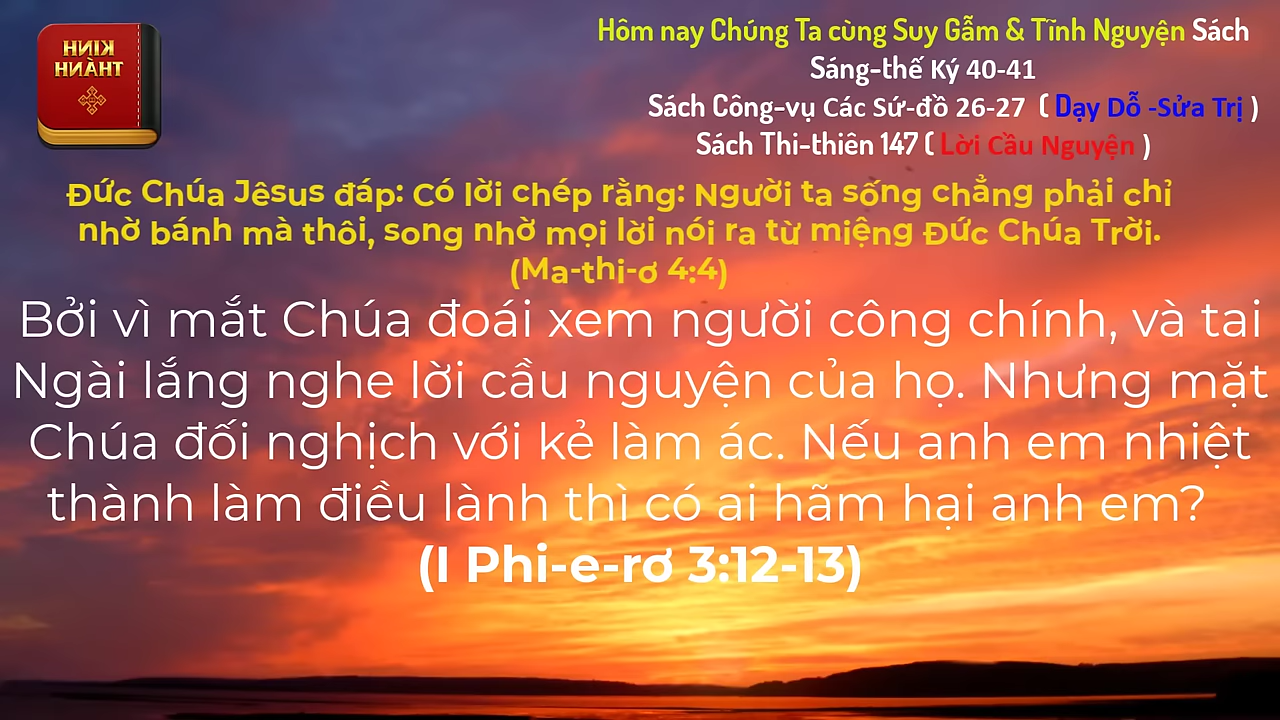 KINH
THÀNH
Hôm nay Chúng Ta cùng Suy Gẫm & Tĩnh Nguyện Sách
Sáng-thế Ký 40-41
Sách Công-vụ Các Sứ-đồ 26-27 ( Dạy Dỗ -Sửa Trị )
Sách Thi-thiên 147 ( Lời Cầu Nguyện )
Đức Chúa Jêsus đáp: Có lời chép rằng: Người ta sống chẳng phải chỉ
nhờ bánh mà thôi, song nhờ mọi lời nói ra từ miệng Đức Chúa Trời.
(Ma-thi-ơ 4:4)
Bởi vì mắt Chúa đoái xem người công chính, và tai
Ngài lắng nghe lời cầu nguyện của họ. Nhưng mặt
Chúa đối nghịch với kẻ làm ác. Nếu anh em nhiệt
thành làm điều lành thì có ai hãm hại anh em?
(I Phi-e-rơ 3:12-13)